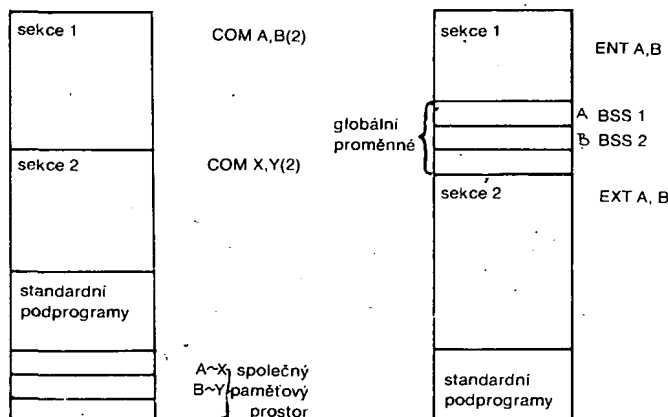 sekce 1
COM A,B(2)
sekce 2
COM X,Y(2)
standardní
podprogramy
A~X
B~Y
společný
paměťový
prostor
sekce 1
ENT A,B
globální
proměnné
A BSS 1
B BSS 2
sekce 2
EXT A, B
standardní
podprogramy